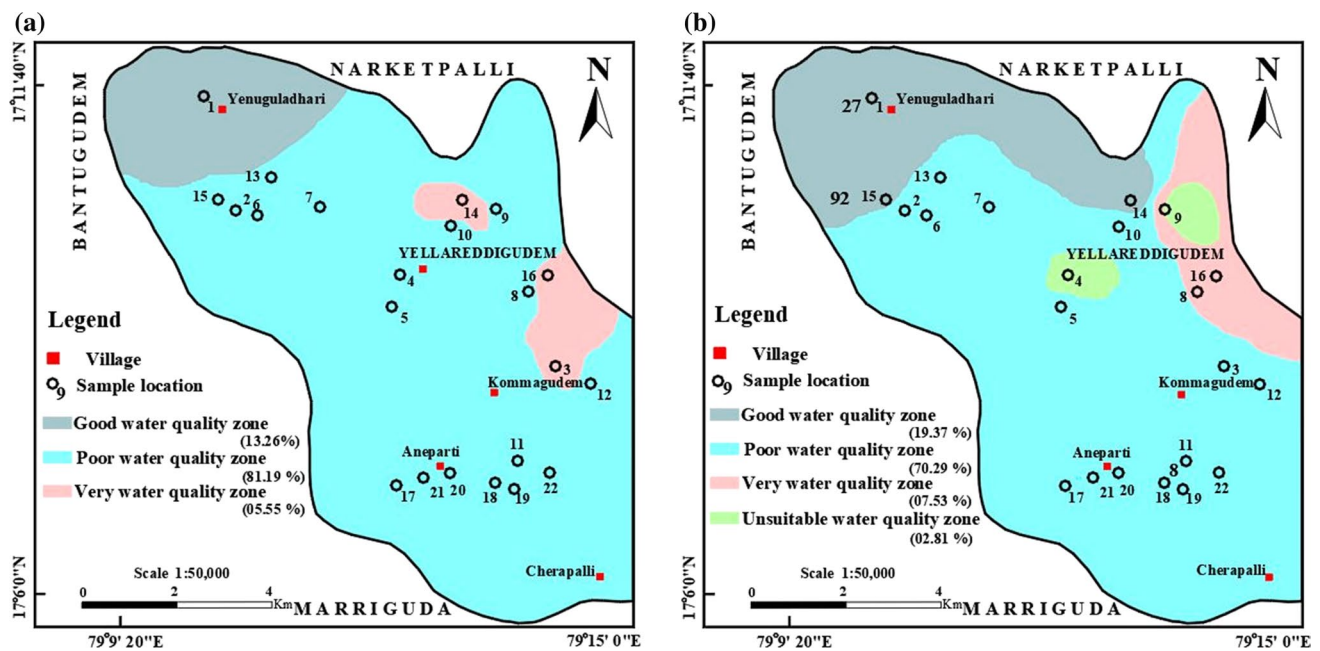 (a)
NARKETPALLI
N
17°11'40"N
BANTUGUDEM
1
Yenuguladhari
13
15
2
6
7
14
9
10
YELLAREDDIGUDEM
4
16
8
5
Legend
Village
9 Sample location
Good water quality zone
(13.26%)
Poor water quality zone
(81.19 %)
Very water quality zone
(05.55 %)
3
Kommagudem
12
Aneparti
11
17
21
20
18
19
22
Cherapalli
Scale 1:50,000
0 2 4
Km
MARRIGUDA
17°6'0"N
79°9' 20"E
79°15' 0"E
(b)
NARKETPALLI
N
17°11'40"N
BANTUGUDEM
27
1
Yenuguladhari
13
92
15
2
6
7
14
9
10
YELLAREDDIGUDEM
4
16
8
5
Legend
Village
9 Sample location
Good water quality zone
(19.37 %)
Poor water quality zone
(70.29 %)
Very water quality zone
(07.53 %)
Unsuitable water quality zone
(02.81 %)
3
Kommagudem
12
Aneparti
11
8
17
21
20
18
19
22
Cherapalli
Scale 1:50,000
0 2 4
Km
MARRIGUDA
17°6'0"N
79°9' 20"E
79°15' 0"E